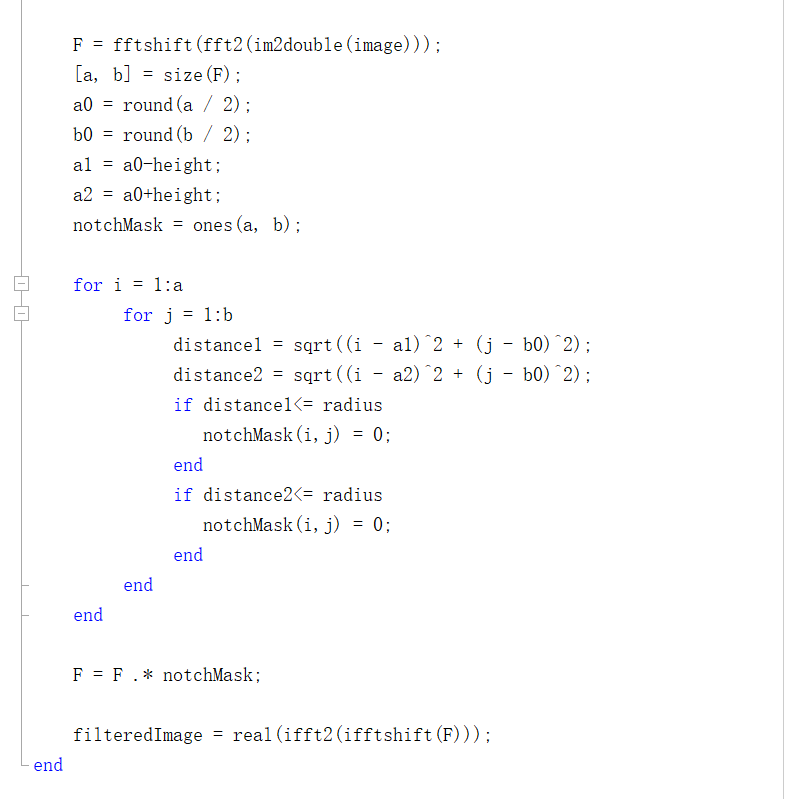 F = fftshift(fft2(im2double(image)));
[a, b] = size(F);
a0 = round(a / 2);
b0 = round(b / 2);
a1 = a0-height;
a2 = a0+height;
notchMask = ones(a, b);
for i = 1:a
for j = 1:b
distance1 = sqrt((i - a1)^2 + (j - b0)^2);
distance2 = sqrt((i - a2)^2 + (j - b0)^2);
if distance1<= radius
notchMask(i,j) = 0;
end
if distance2<= radius
notchMask(i,j) = 0;
end
end
end
F = F .* notchMask;
filteredImage = real(ifft2(ifftshift(F)));
end